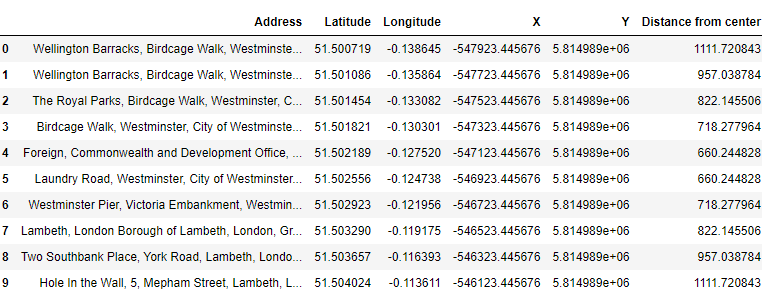 Address Latitude Longitude X Y Distance from center
0 Wellington Barracks, Birdcage Walk, Westminste... 51.500719 -0.138645 -547923.445676 5.814989e+06 1111.720843
1 Wellington Barracks, Birdcage Walk, Westminste... 51.501086 -0.135864 -547723.445676 5.814989e+06 957.038784
2 The Royal Parks, Birdcage Walk, Westminster, C... 51.501454 -0.133082 -547523.445676 5.814989e+06 822.145506
3 Birdcage Walk, Westminster, City of Westminste... 51.501821 -0.130301 -547323.445676 5.814989e+06 718.277964
4 Foreign, Commonwealth and Development Office, ... 51.502189 -0.127520 -547123.445676 5.814989e+06 660.244828
5 Laundry Road, Westminster, City of Westminster... 51.502556 -0.124738 -546923.445676 5.814989e+06 660.244828
6 Westminster Pier, Victoria Embankment, Westmin... 51.502923 -0.121956 -546723.445676 5.814989e+06 718.277964
7 Lambeth, London Borough of Lambeth, London, Gr... 51.503290 -0.119175 -546523.445676 5.814989e+06 822.145506
8 Two Southbank Place, York Road, Lambeth, Londo... 51.503657 -0.116393 -546323.445676 5.814989e+06 957.038784
9 Hole In the Wall, 5, Mepham Street, Lambeth, L... 51.504024 -0.113611 -546123.445676 5.814989e+06 1111.720843